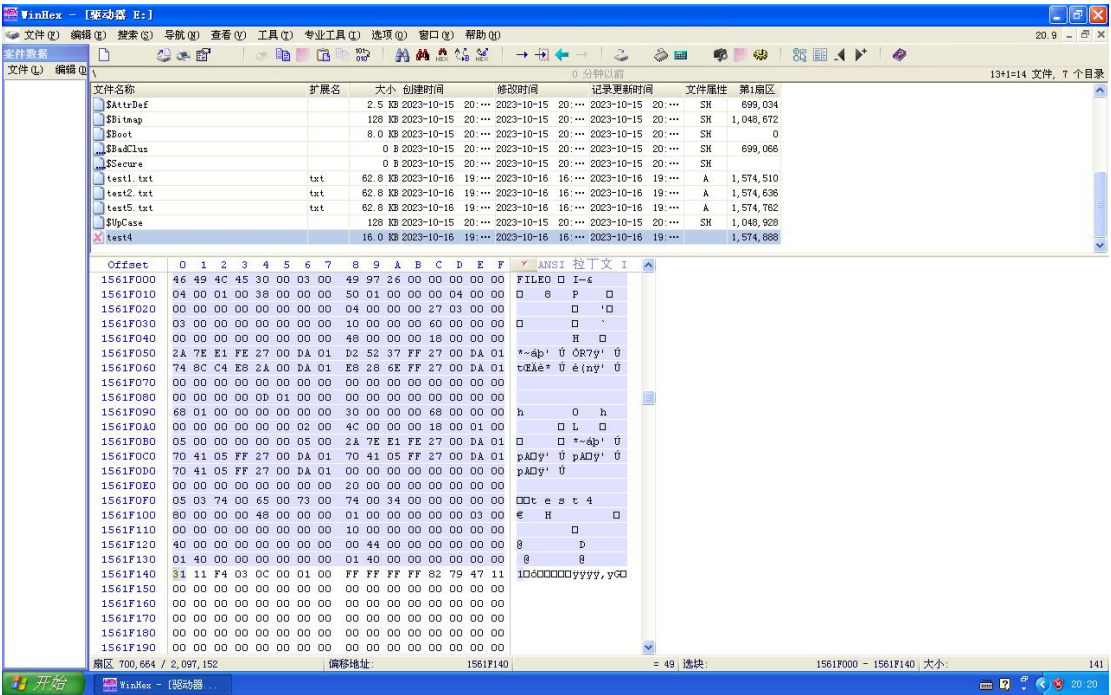 WinHex - [驱动器 E:]
文件(F) 编辑(E) 搜索(S) 导航(N) 查看(V) 工具(T) 专业工具(I) 选项(O) 窗口(W) 帮助(H) 20.9
案件数据
文件(L) 编辑(D
\ 0 分钟以前 13+1=14 文件, 7 个目录
文件名称 扩展名 大小 创建时间 修改时间 记录更新时间 文件属性 第1扇区
$AttrDef 2.5 KB 2023-10-15 20:… 2023-10-15 20:… 2023-10-15 20:… SH 699,034
$Bitmap 128 KB 2023-10-15 20:… 2023-10-15 20:… 2023-10-15 20:… SH 1,048,672
$Boot 8.0 KB 2023-10-15 20:… 2023-10-15 20:… 2023-10-15 20:… SH 0
$BadClus 0 B 2023-10-15 20:… 2023-10-15 20:… 2023-10-15 20:… SH 699,066
$Secure 0 B 2023-10-15 20:… 2023-10-15 20:… 2023-10-15 20:… SH
test1.txt txt 62.8 KB 2023-10-16 19:… 2023-10-16 16:… 2023-10-16 19:… A 1,574,510
test2.txt txt 62.8 KB 2023-10-16 19:… 2023-10-16 16:… 2023-10-16 19:… A 1,574,636
test5.txt txt 62.8 KB 2023-10-16 19:… 2023-10-16 16:… 2023-10-16 19:… A 1,574,762
$UpCase 128 KB 2023-10-15 20:… 2023-10-15 20:… 2023-10-15 20:… SH 1,048,928
test4 16.0 KB 2023-10-16 19:… 2023-10-16 16:… 2023-10-16 19:… 1,574,888
Offset 0 1 2 3 4 5 6 7 8 9 A B C D E F ANSI 拉丁文 I
1561F000 46 49 4C 45 30 00 03 00 49 97 26 00 00 00 00 00 FILE0 I—&
1561F010 04 00 01 00 38 00 00 00 50 01 00 00 00 04 00 00 8 P
1561F020 00 00 00 00 00 00 00 00 04 00 00 00 27 03 00 00 '
1561F030 03 00 00 00 00 00 00 00 10 00 00 00 60 00 00 00 `
1561F040 00 00 00 00 00 00 00 00 48 00 00 00 18 00 00 00 H
1561F050 2A 7E E1 FE 27 00 DA 01 D2 52 37 FF 27 00 DA 01 *~áþ' Ú ÒR7ÿ' Ú
1561F060 74 8C C4 E8 2A 00 DA 01 E8 28 6E FF 27 00 DA 01 tŒÄè* Ú è(nÿ' Ú
1561F070 00 00 00 00 00 00 00 00 00 00 00 00 00 00 00 00
1561F080 00 00 00 00 0D 01 00 00 00 00 00 00 00 00 00 00
1561F090 68 01 00 00 00 00 00 00 30 00 00 00 68 00 00 00 h 0 h
1561F0A0 00 00 00 00 00 00 02 00 4C 00 00 00 18 00 01 00 L
1561F0B0 05 00 00 00 00 00 05 00 2A 7E E1 FE 27 00 DA 01 *~áþ' Ú
1561F0C0 70 41 05 FF 27 00 DA 01 70 41 05 FF 27 00 DA 01 pA ÿ' Ú pA ÿ' Ú
1561F0D0 70 41 05 FF 27 00 DA 01 00 00 00 00 00 00 00 00 pA ÿ' Ú
1561F0E0 00 00 00 00 00 00 00 00 20 00 00 00 00 00 00 00
1561F0F0 05 03 74 00 65 00 73 00 74 00 34 00 00 00 00 00 t e s t 4
1561F100 80 00 00 00 48 00 00 00 01 00 00 00 00 00 03 00 € H
1561F110 00 00 00 00 00 00 00 00 10 00 00 00 00 00 00 00
1561F120 40 00 00 00 00 00 00 00 00 44 00 00 00 00 00 00 @ D
1561F130 01 40 00 00 00 00 00 00 01 40 00 00 00 00 00 00 @ @
1561F140 31 11 F4 03 0C 00 01 00 FF FF FF FF 82 79 47 11 1 ô ÿÿÿÿ‚yG
1561F150 00 00 00 00 00 00 00 00 00 00 00 00 00 00 00 00
1561F160 00 00 00 00 00 00 00 00 00 00 00 00 00 00 00 00
1561F170 00 00 00 00 00 00 00 00 00 00 00 00 00 00 00 00
1561F180 00 00 00 00 00 00 00 00 00 00 00 00 00 00 00 00
1561F190 00 00 00 00 00 00 00 00 00 00 00 00 00 00 00 00
扇区 700,664 / 2,097,152 偏移地址: 1561F140 = 49 选块: 1561F000 - 1561F140 大小: 141
开始 WinHex - [驱动器... 20:20